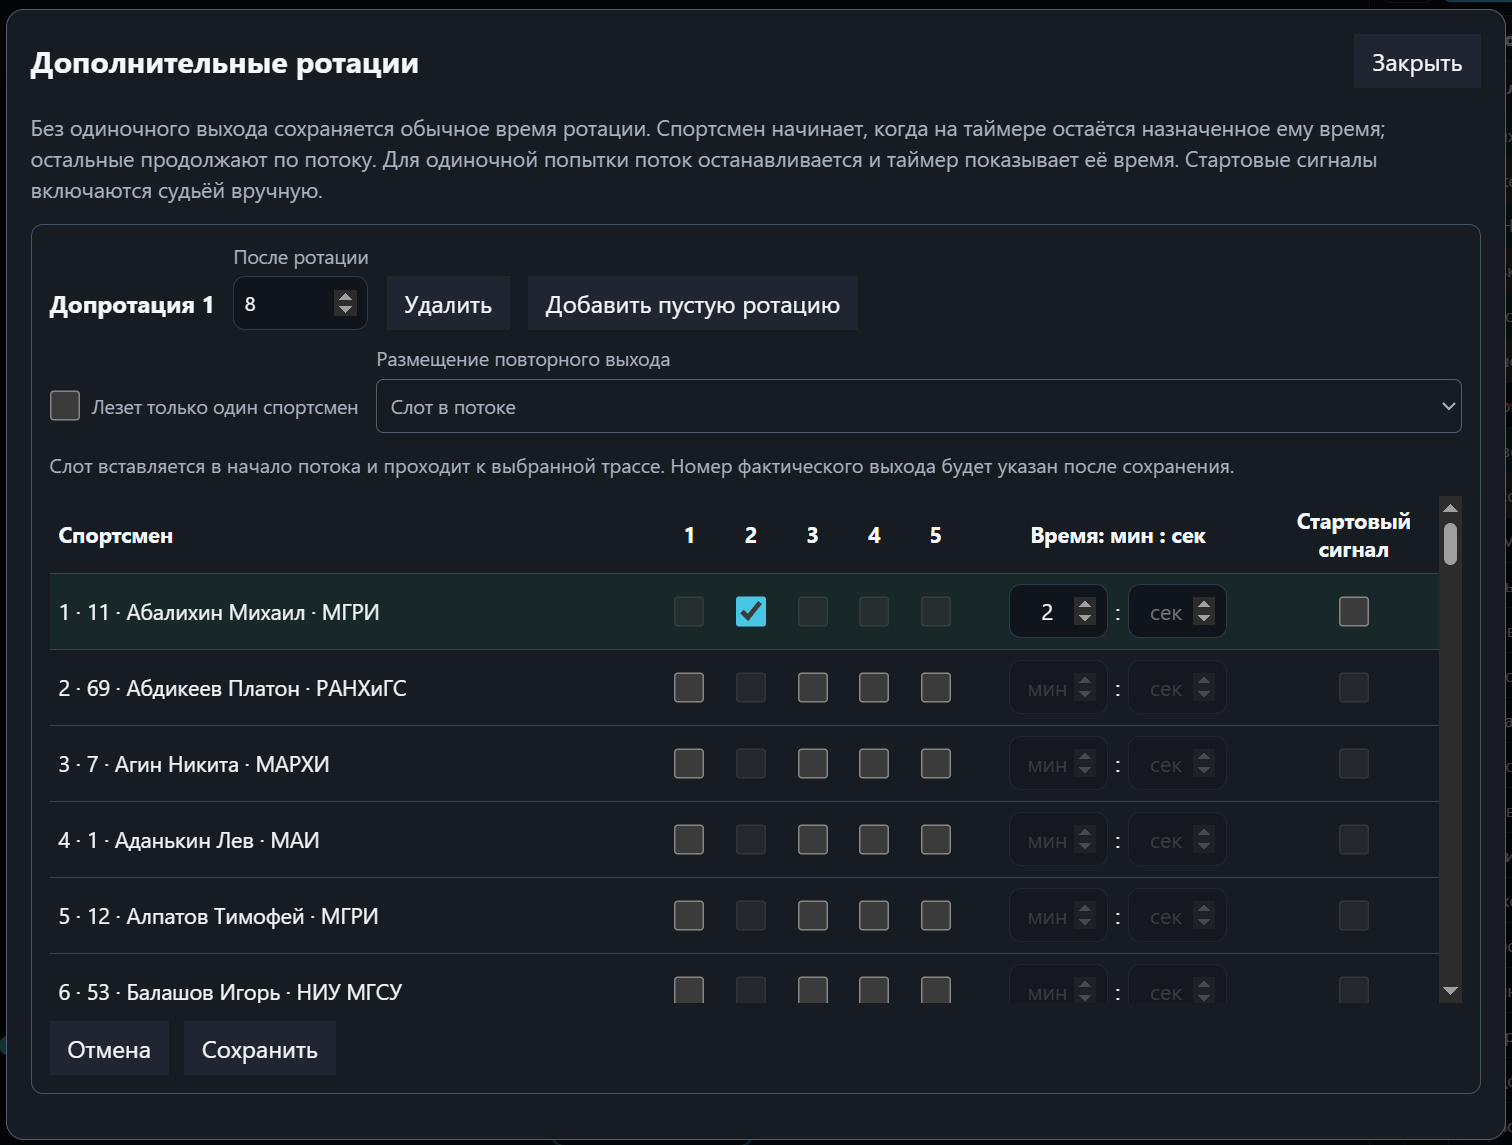 Дополнительные ротации
Закрыть
Без одиночного выхода сохраняется обычное время ротации. Спортсмен начинает, когда на таймере остаётся назначенное ему время;
остальные продолжают по потоку. Для одиночной попытки поток останавливается и таймер показывает её время. Стартовые сигналы
включаются судьёй вручную.
После ротации
Допротация 1
8
Удалить
Добавить пустую ротацию
Размещение повторного выхода
Лезет только один спортсмен
Слот в потоке
Слот вставляется в начало потока и проходит к выбранной трассе. Номер фактического выхода будет указан после сохранения.
Спортсмен 1 2 3 4 5 Время: мин : сек Стартовый
сигнал
1 · 11 · Абалихин Михаил · МГРИ 2 : сек
2 · 69 · Абдикеев Платон · РАНХиГС мин : сек
3 · 7 · Агин Никита · МАРХИ мин : сек
4 · 1 · Аданькин Лев · МАИ мин : сек
5 · 12 · Алпатов Тимофей · МГРИ мин : сек
6 · 53 · Балашов Игорь · НИУ МГСУ мин : сек
Отмена
Сохранить